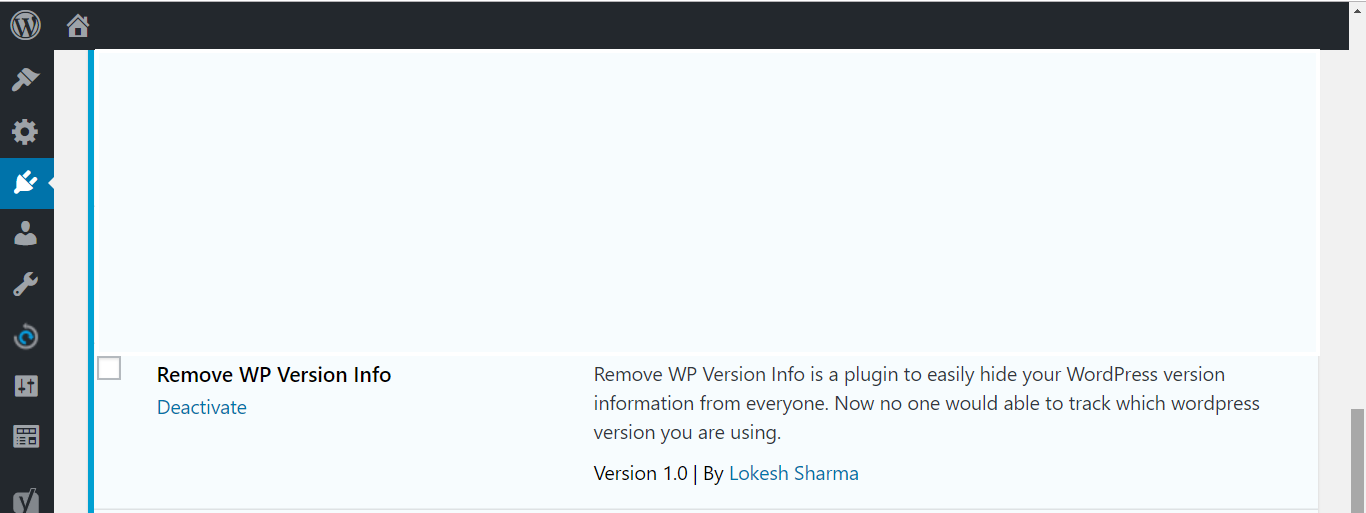 Remove WP Version Info
Deactivate
Remove WP Version Info is a plugin to easily hide your WordPress version
information from everyone. Now no one would able to track which wordpress
version you are using.
Version 1.0 | By Lokesh Sharma